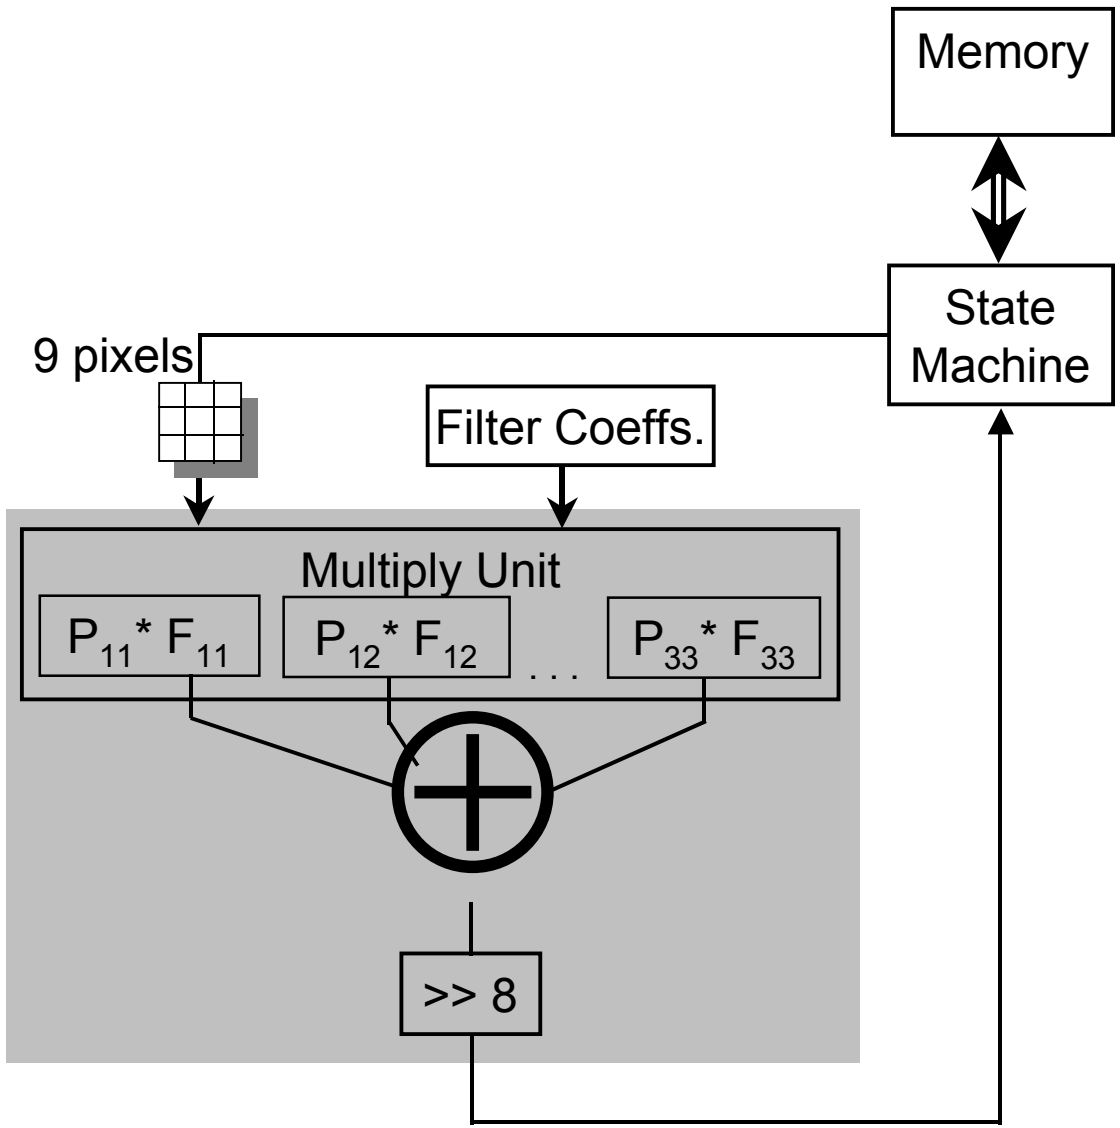 Memory
State
Machine
9 pixels
Filter Coeffs.
Multiply Unit
P₁₁* F₁₁
P₁₂* F₁₂
. . .
P₃₃* F₃₃
>> 8